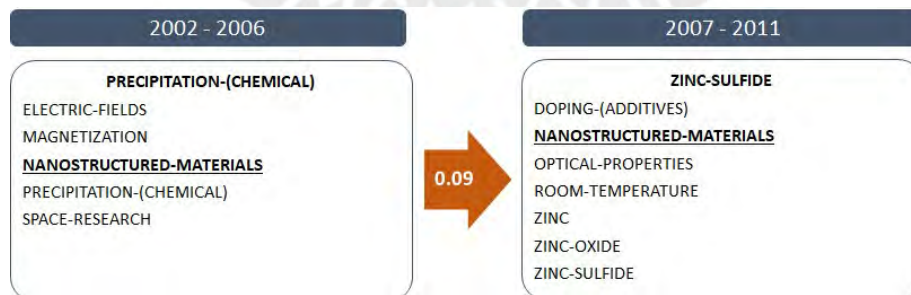 2002 - 2006
PRECIPITATION-(CHEMICAL)
ELECTRIC-FIELDS
MAGNETIZATION
NANOSTRUCTURED-MATERIALS
PRECIPITATION-(CHEMICAL)
SPACE-RESEARCH
0.09
2007 - 2011
ZINC-SULFIDE
DOPING-(ADDITIVES)
NANOSTRUCTURED-MATERIALS
OPTICAL-PROPERTIES
ROOM-TEMPERATURE
ZINC
ZINC-OXIDE
ZINC-SULFIDE